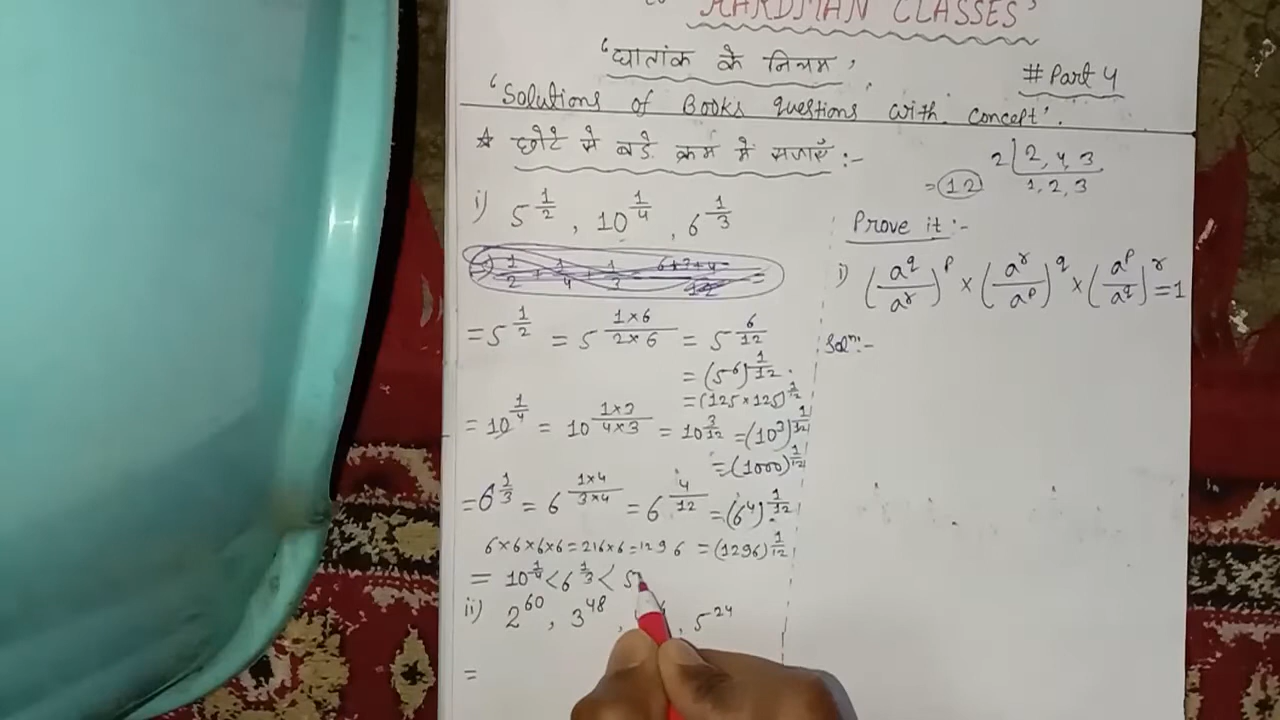 " HARDMAN CLASSES"
"घातांक के नियम"
# Part 4
'Solutions of Books questions with concept'.
* छोटे से बड़े क्रम में सजाएँ :-
i) 5^(1/2), 10^(1/4), 6^(1/3)
= 5^(1/2) = 5^((1×6)/(2×6)) = 5^(6/12)
= (5^6)^(1/12)
= (125×125)^(1/12)
= 10^(1/4) = 10^((1×3)/(4×3)) = 10^(3/12) = (10^3)^(1/12)
= (1000)^(1/12)
= 6^(1/3) = 6^((1×4)/(3×4)) = 6^(4/12) = (6^4)^(1/12)
6×6×6×6 = 216×6 = 1296 = (1296)^(1/12)
= 10^(1/4) < 6^(1/3) < 5
ii) 2^60, 3^48, , 5^24
=
2 | 2, 4, 3
1, 2, 3
= 12
Prove it :-
i) (a^q/a^r)^p × (a^r/a^p)^q × (a^p/a^q)^r = 1
Solⁿ:-